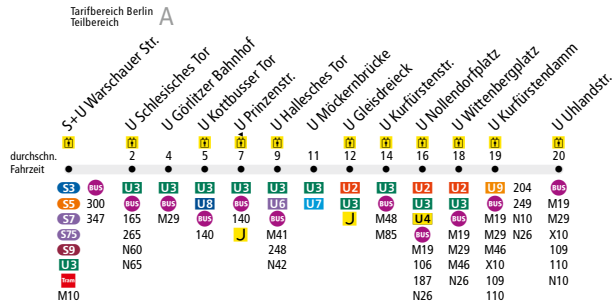 Tarifbereich Berlin
Teilbereich A
S+U Warschauer Str.
U Schlesisches Tor
U Görlitzer Bahnhof
U Kottbusser Tor
U Prinzenstr.
U Hallesches Tor
U Möckernbrücke
U Gleisdreieck
U Kurfürstenstr.
U Nollendorfplatz
U Wittenbergplatz
U Kurfürstendamm
U Uhlandstr.
durchschn. 2 4 5 7 9 11 12 14 16 18 19 20
Fahrzeit
S3 BUS U3 U3 U3 U3 U3 U3 U2 U3 U2 U2 U9 204 BUS
S5 300 BUS BUS U8 BUS U6 U7 U3 BUS U3 U3 BUS 249 M19
S7 347 165 M29 BUS 140 BUS M48 U4 BUS M19 N10 M29
S75 265 140 M41 M85 BUS M19 M29 N26 X10
S9 N60 248 M19 M29 M46 109
U3 N65 N42 106 M46 X10 110
Tram 187 N26 109 N10
M10 N26 110